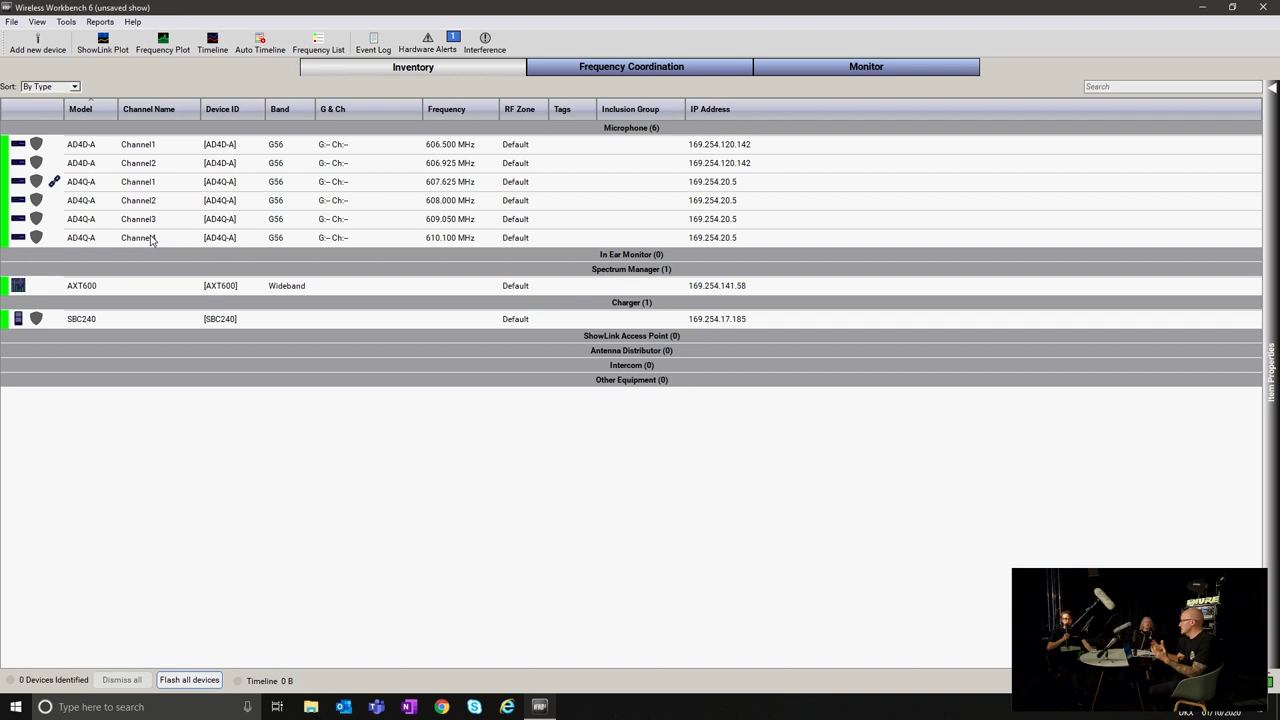 Wireless Workbench 6 (unsaved show)
File View Tools Reports Help
1
Add new device ShowLink Plot Frequency Plot Timeline Auto Timeline Frequency List Event Log Hardware Alerts Interference
Inventory Frequency Coordination Monitor
Sort: By Type Search
Model Channel Name Device ID Band G & Ch Frequency RF Zone Tags Inclusion Group IP Address
Microphone (6)
AD4D-A Channel1 [AD4D-A] G56 G:-- Ch:-- 606.500 MHz Default 169.254.120.142
AD4D-A Channel2 [AD4D-A] G56 G:-- Ch:-- 606.925 MHz Default 169.254.120.142
AD4Q-A Channel1 [AD4Q-A] G56 G:-- Ch:-- 607.625 MHz Default 169.254.20.5
AD4Q-A Channel2 [AD4Q-A] G56 G:-- Ch:-- 608.000 MHz Default 169.254.20.5
AD4Q-A Channel3 [AD4Q-A] G56 G:-- Ch:-- 609.050 MHz Default 169.254.20.5
AD4Q-A Channel4 [AD4Q-A] G56 G:-- Ch:-- 610.100 MHz Default 169.254.20.5
In Ear Monitor (0)
Spectrum Manager (1)
AXT600 [AXT600] Wideband Default 169.254.141.58
Charger (1)
SBC240 [SBC240] Default 169.254.17.185
ShowLink Access Point (0)
Antenna Distributor (0)
Intercom (0)
Other Equipment (0)
Item Properties
SHURE
0 Devices Identified Dismiss all Flash all devices Timeline 0 B
Type here to search
01/10/2020